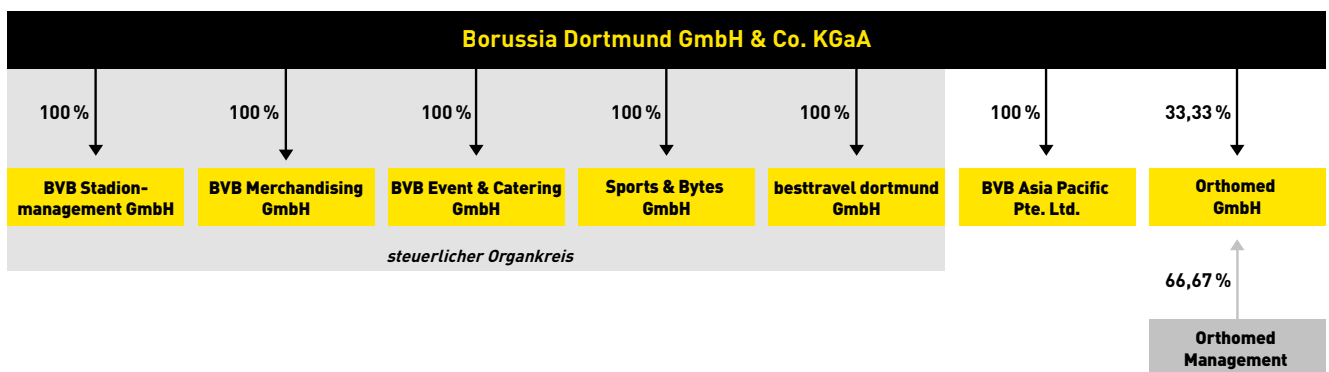 Borussia Dortmund GmbH & Co. KGaA
100 %
100 %
100 %
100 %
100 %
100 %
33,33 %
BVB Stadion-
management GmbH
BVB Merchandising
GmbH
BVB Event & Catering
GmbH
Sports & Bytes
GmbH
besttravel dortmund
GmbH
BVB Asia Pacific
Pte. Ltd.
Orthomed
GmbH
steuerlicher Organkreis
66,67 %
Orthomed
Management